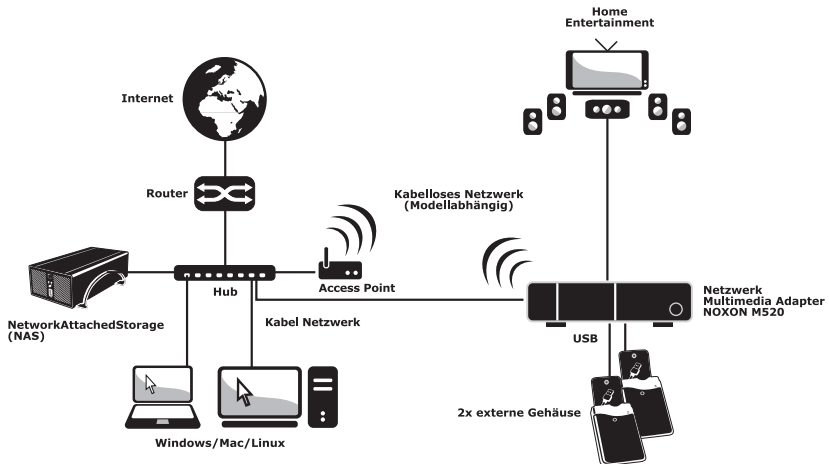 Home
Entertainment
Internet
Router
Kabelloses Netzwerk
(Modellabhängig)
Hub
Access Point
NetworkAttachedStorage
(NAS)
Kabel Netzwerk
Netzwerk
Multimedia Adapter
NOXON M520
USB
2x externe Gehäuse
Windows/Mac/Linux